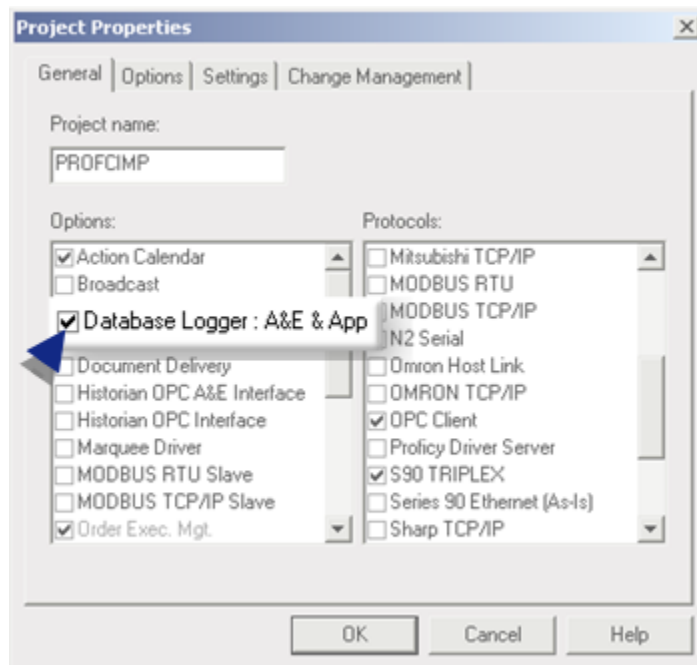 Project Properties
General Options Settings Change Management
Project name:
PROFCIMP
Options:
Action Calendar
Broadcast
Database Logger : A&E & App
Document Delivery
Historian OPC A&E Interface
Historian OPC Interface
Marquee Driver
MODBUS RTU Slave
MODBUS TCP/IP Slave
Order Exec. Mgt.
Protocols:
Mitsubishi TCP/IP
MODBUS RTU
MODBUS TCP/IP
N2 Serial
Omron Host Link
OMRON TCP/IP
OPC Client
Proficy Driver Server
S90 TRIPLEX
Series 90 Ethernet (As-Is)
Sharp TCP/IP
OK Cancel Help